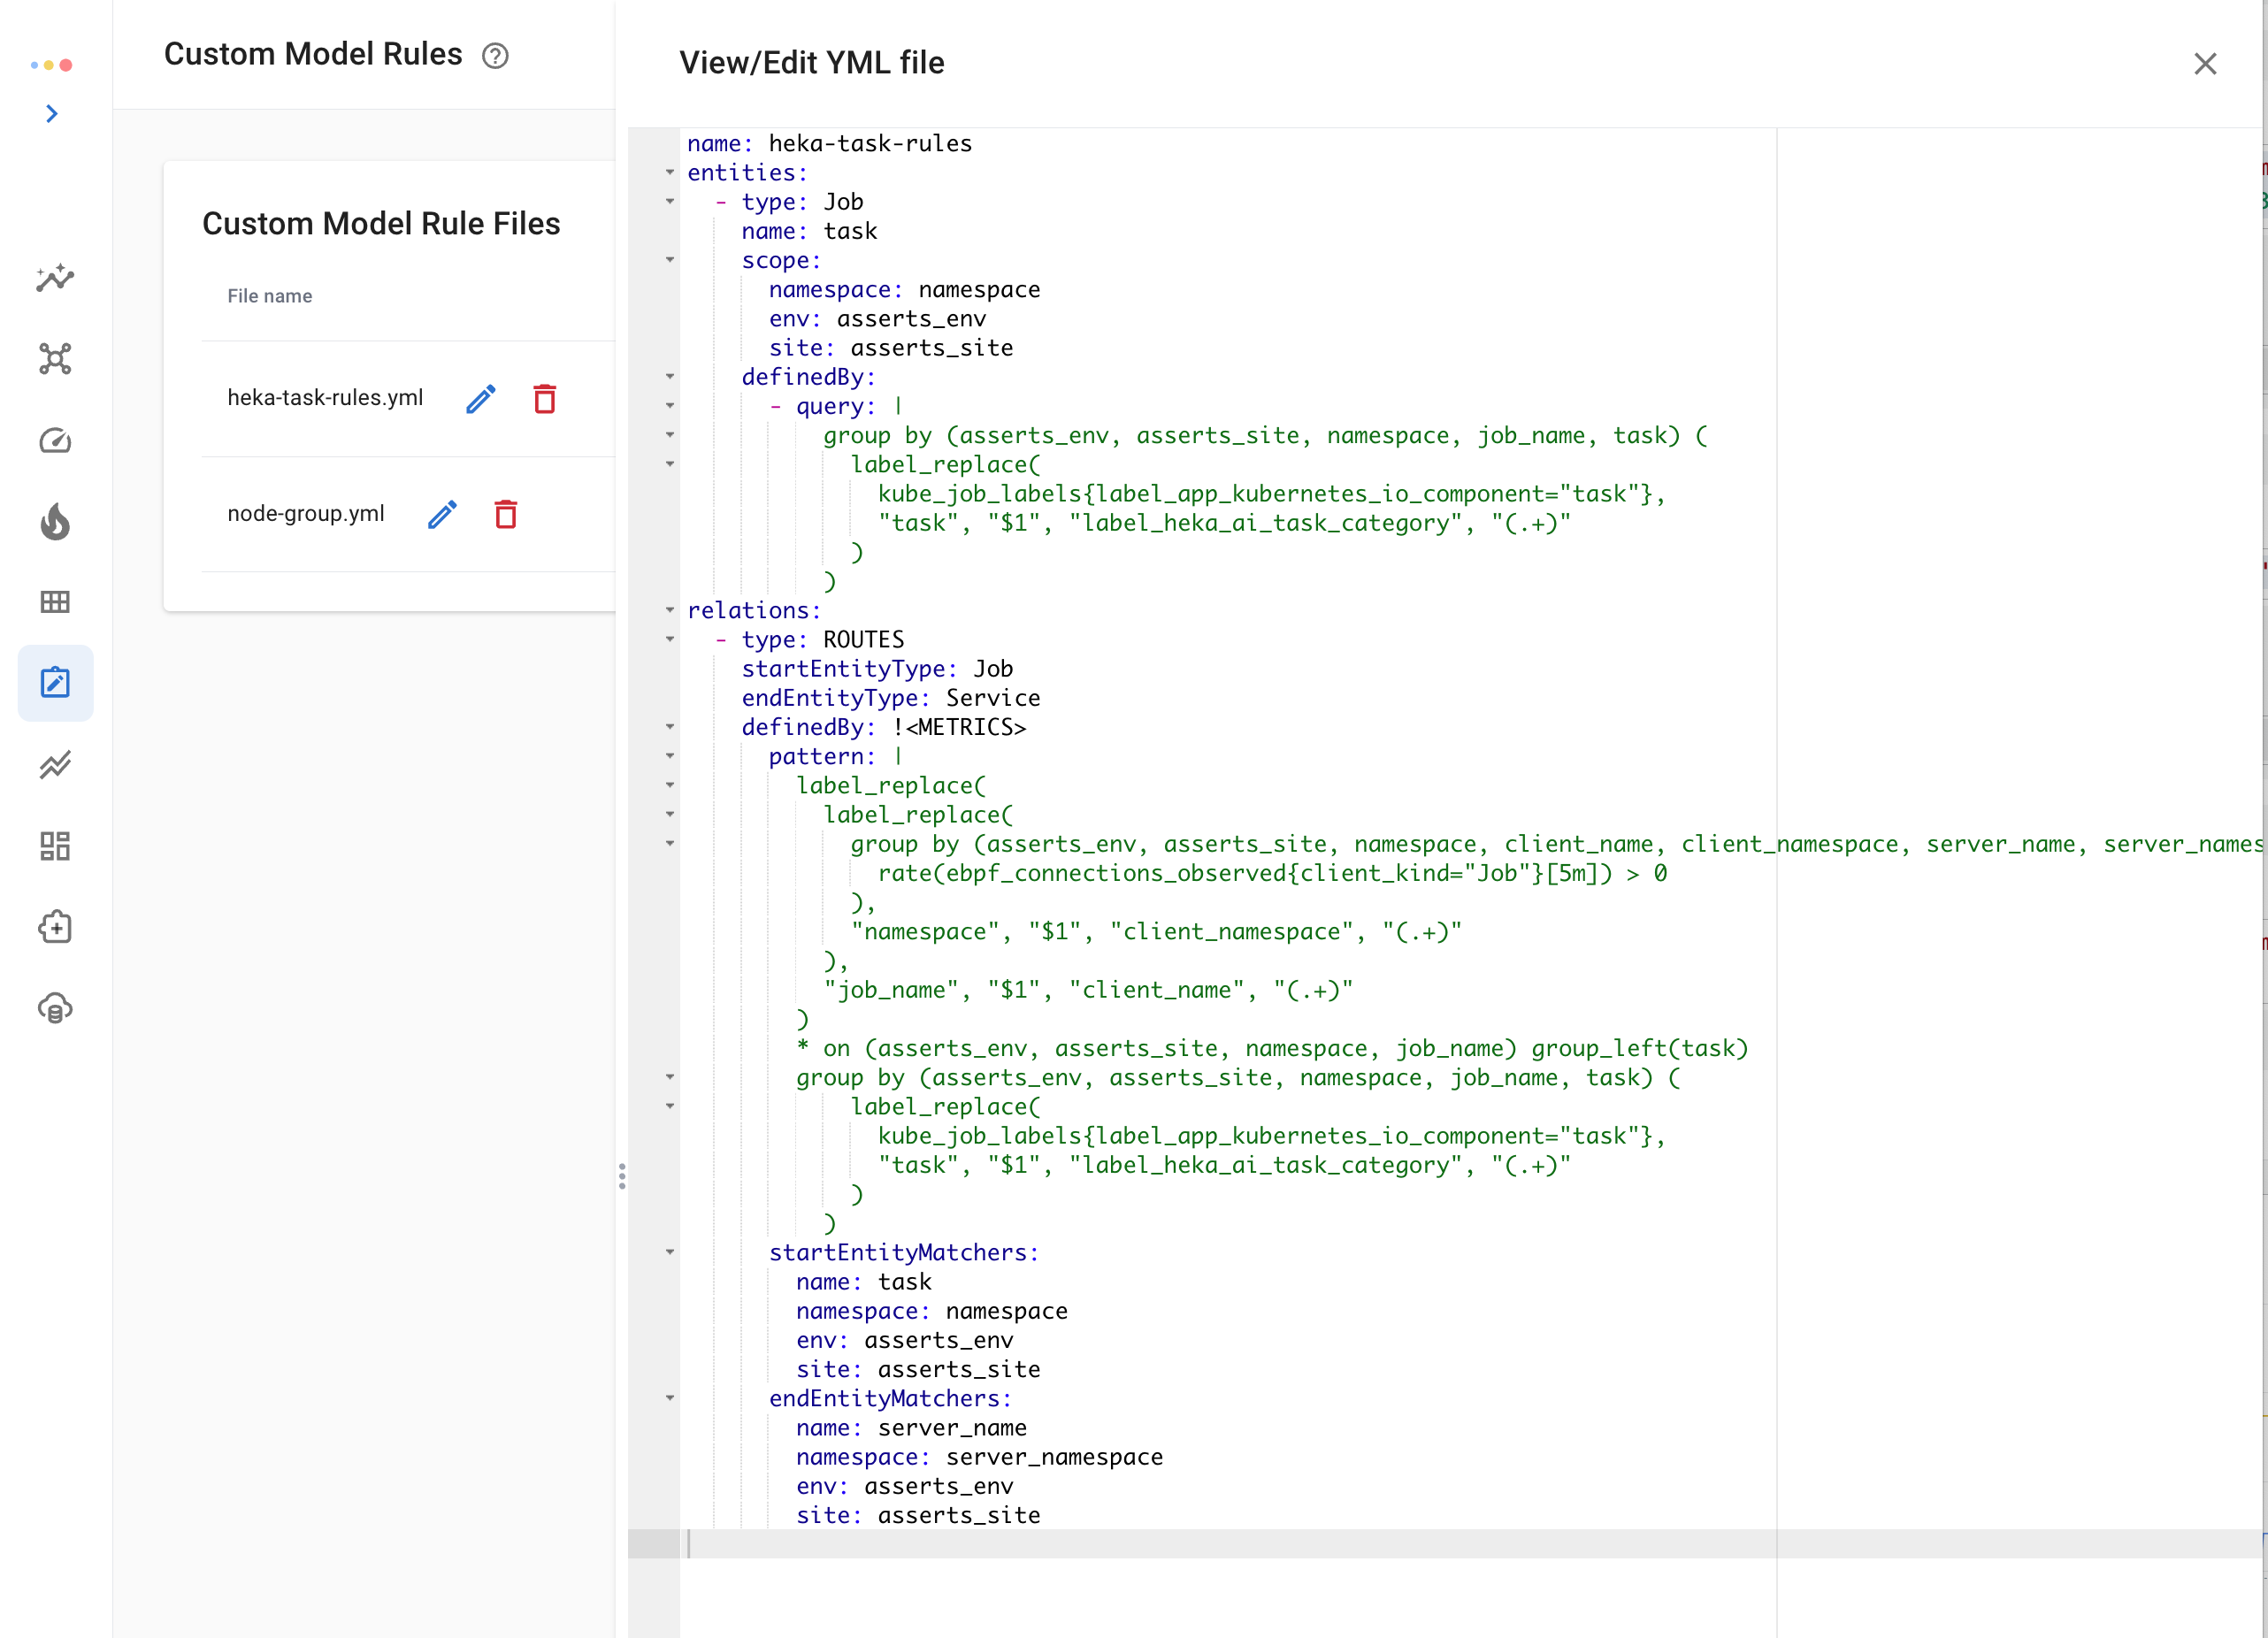 Custom Model Rules
Custom Model Rule Files
File name
heka-task-rules.yml
node-group.yml
View/Edit YML file
name: heka-task-rules
entities:
- type: Job
name: task
scope:
namespace: namespace
env: asserts_env
site: asserts_site
definedBy:
- query: |
group by (asserts_env, asserts_site, namespace, job_name, task) (
label_replace(
kube_job_labels{label_app_kubernetes_io_component="task"},
"task", "$1", "label_heka_ai_task_category", "(.+)"
)
)
relations:
- type: ROUTES
startEntityType: Job
endEntityType: Service
definedBy: !<METRICS>
pattern: |
label_replace(
label_replace(
group by (asserts_env, asserts_site, namespace, client_name, client_namespace, server_name, server_names
rate(ebpf_connections_observed{client_kind="Job"}[5m]) > 0
),
"namespace", "$1", "client_namespace", "(.+)"
),
"job_name", "$1", "client_name", "(.+)"
)
* on (asserts_env, asserts_site, namespace, job_name) group_left(task)
group by (asserts_env, asserts_site, namespace, job_name, task) (
label_replace(
kube_job_labels{label_app_kubernetes_io_component="task"},
"task", "$1", "label_heka_ai_task_category", "(.+)"
)
)
startEntityMatchers:
name: task
namespace: namespace
env: asserts_env
site: asserts_site
endEntityMatchers:
name: server_name
namespace: server_namespace
env: asserts_env
site: asserts_site